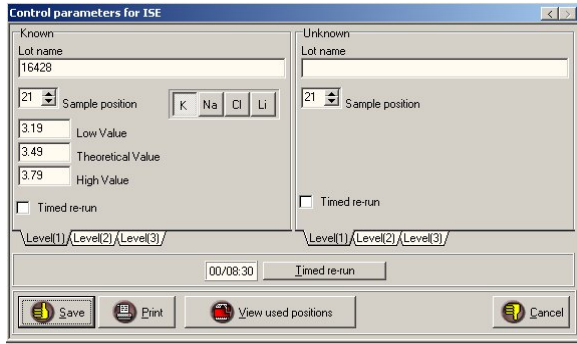 Control parameters for ISE
Known
Lot name
16428
21 Sample position
K Na Cl Li
3.19 Low Value
3.49 Theoretical Value
3.79 High Value
Timed re-run
Level(1) Level(2) Level(3)
Unknown
Lot name
21 Sample position
Timed re-run
Level(1) Level(2) Level(3)
00/08:30 Timed re-run
Save Print View used positions Cancel